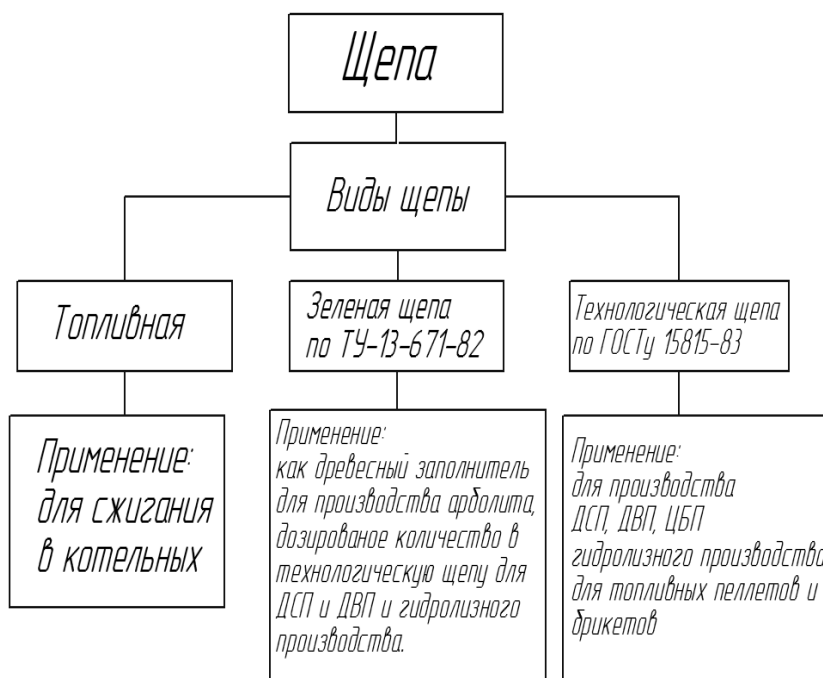 Щепа
Виды щепы
Топливная
Зеленая щепа
по ТУ-13-671-82
Технологическая щепа
по ГОСТу 15815-83
Применение:
для сжигания
в котельных
Применение:
как древесный заполнитель
для производства арболита,
дозированое количество в
технологическую щепу для
ДСП и ДВП и гидролизного
производства.
Применение:
для производства
ДСП, ДВП, ЦБП
гидролизного производства
для топливных пеллетов и
брикетов